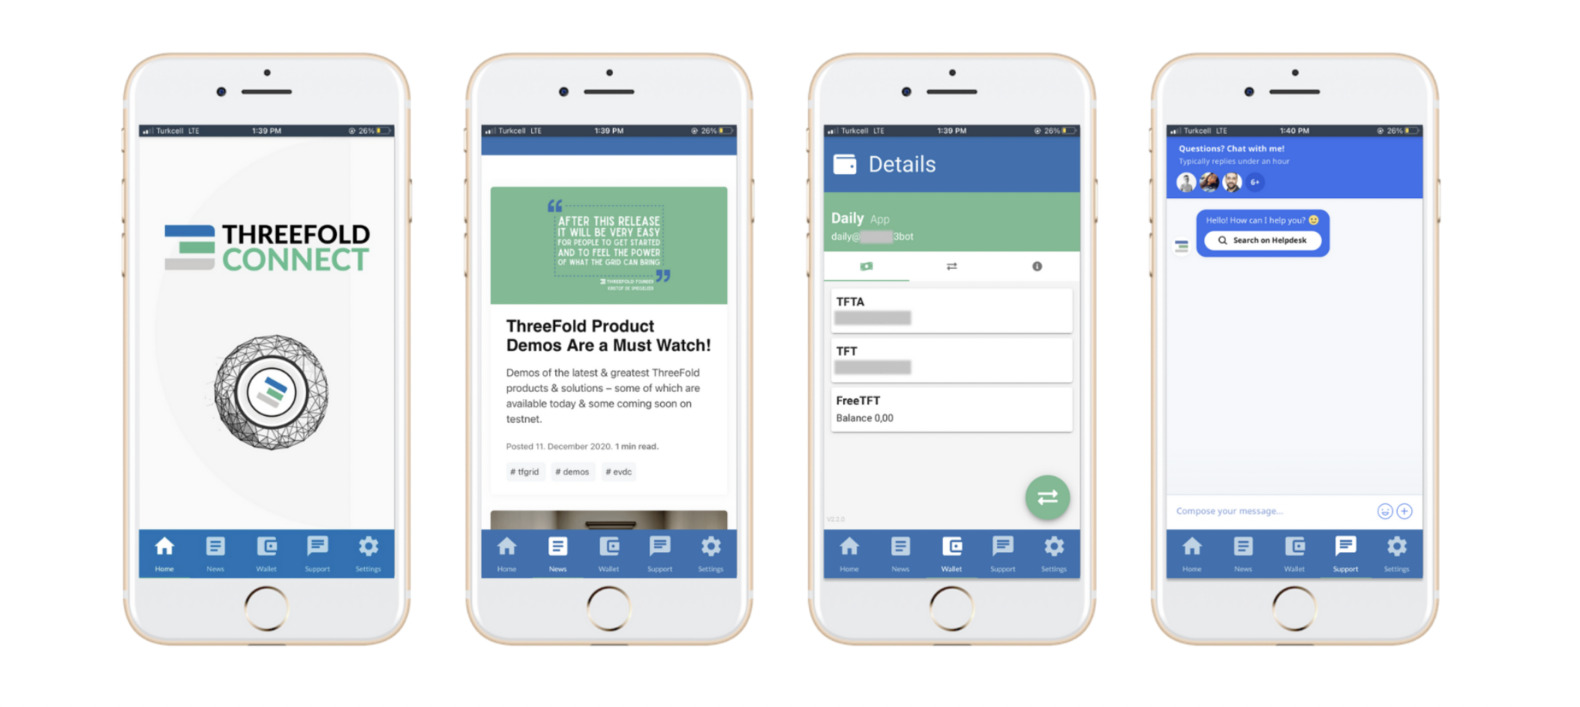 Turkcell LTE 1:39 PM 26%
THREEFOLD
CONNECT
Home News Wallet Support Settings
Turkcell LTE 1:39 PM 26%
“
AFTER THIS RELEASE
IT WILL BE VERY EASY
FOR PEOPLE TO GET STARTED
AND TO FEEL THE POWER
OF WHAT THE GRID CAN BRING
”
THREEFOLD FOUNDER
ThreeFold Product
Demos Are a Must Watch!
Demos of the latest & greatest ThreeFold
products & solutions – some of which are
available today & some coming soon on
testnet.
Posted 11. December 2020. 1 min read.
# tfgrid # demos # evdc
Home News Wallet Support Settings
Turkcell LTE 1:39 PM 26%
Details
Daily App
daily@ 3bot
TFTA
TFT
FreeTFT
Balance 0,00
V2.2.0
Home News Wallet Support Settings
Turkcell LTE 1:40 PM 26%
Questions? Chat with me!
Typically replies under an hour
6+
Hello! How can I help you? 🙂
Search on Helpdesk
Compose your message...
Home News Wallet Support Settings